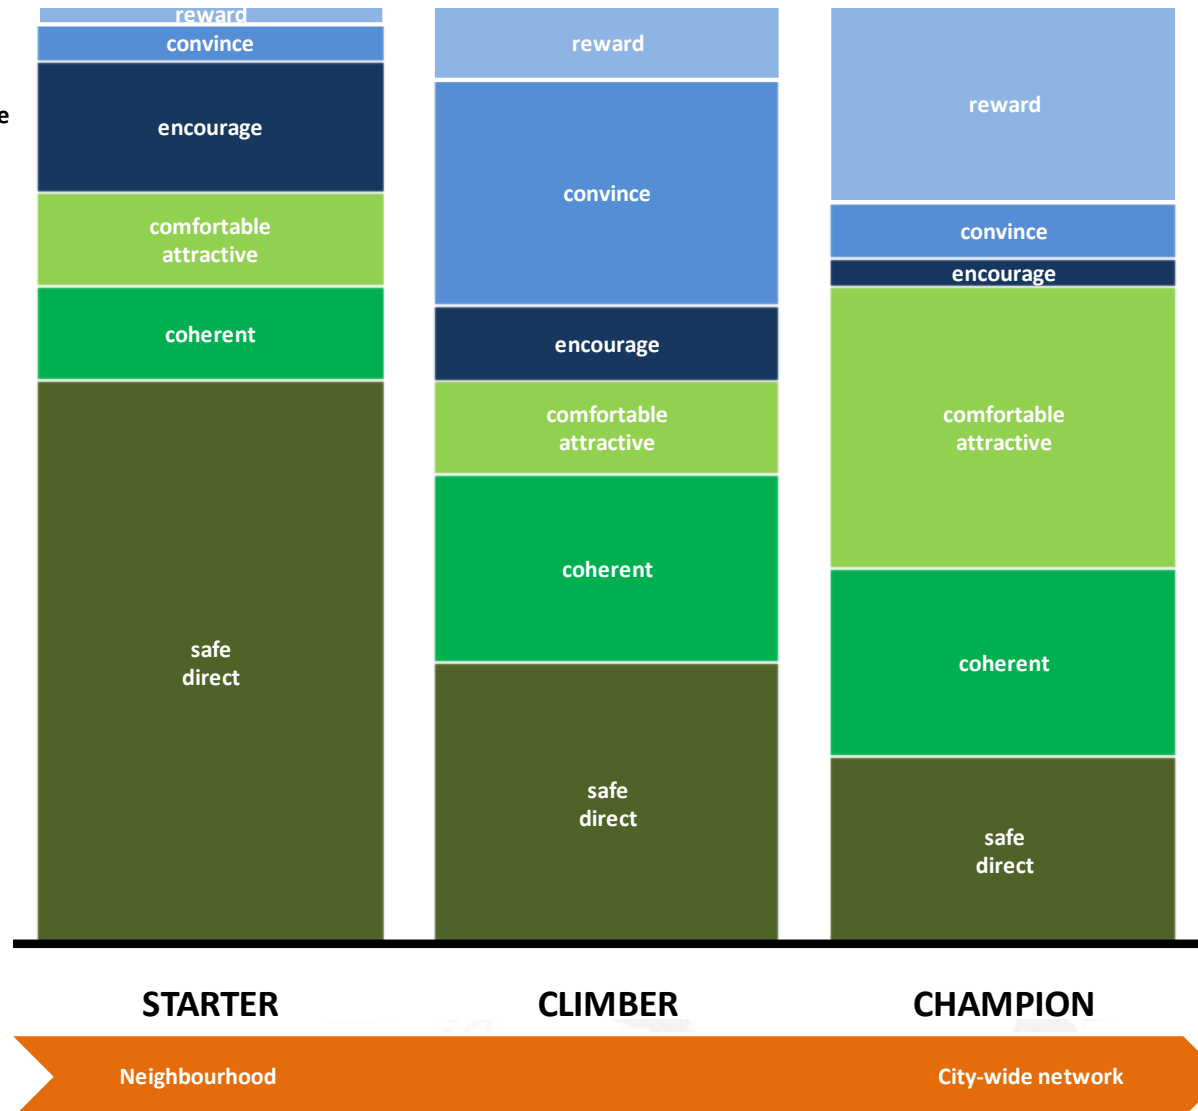 reward
convince
encourage
comfortable
attractive
coherent
safe
direct
reward
convince
encourage
comfortable
attractive
coherent
safe
direct
reward
convince
encourage
comfortable
attractive
coherent
safe
direct
STARTER
CLIMBER
CHAMPION
Neighbourhood
City-wide network